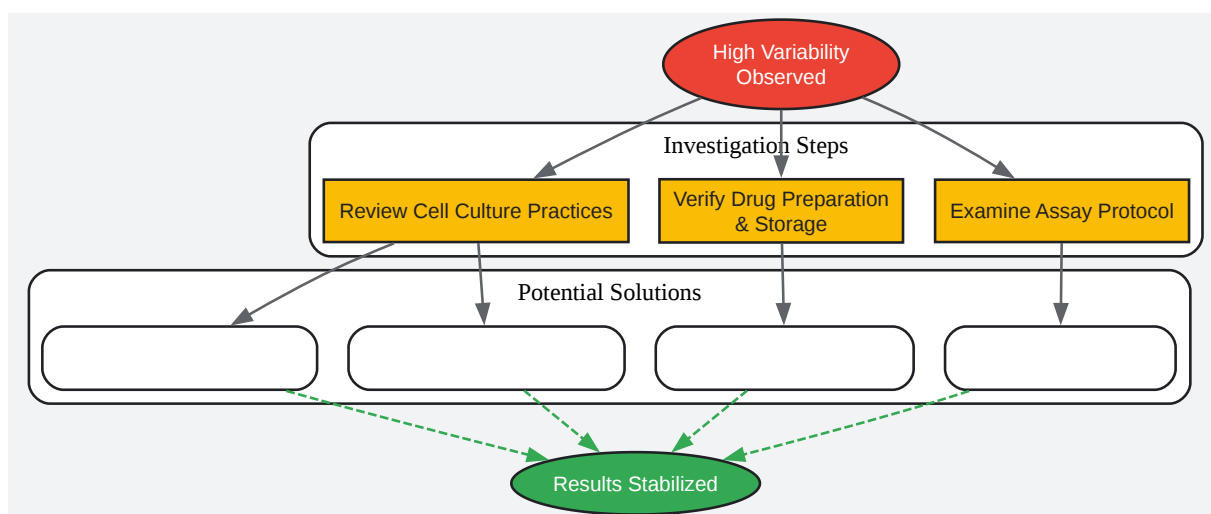 High Variability
Observed
Investigation Steps
Review Cell Culture Practices
Verify Drug Preparation
& Storage
Examine Assay Protocol
Potential Solutions
Results Stabilized